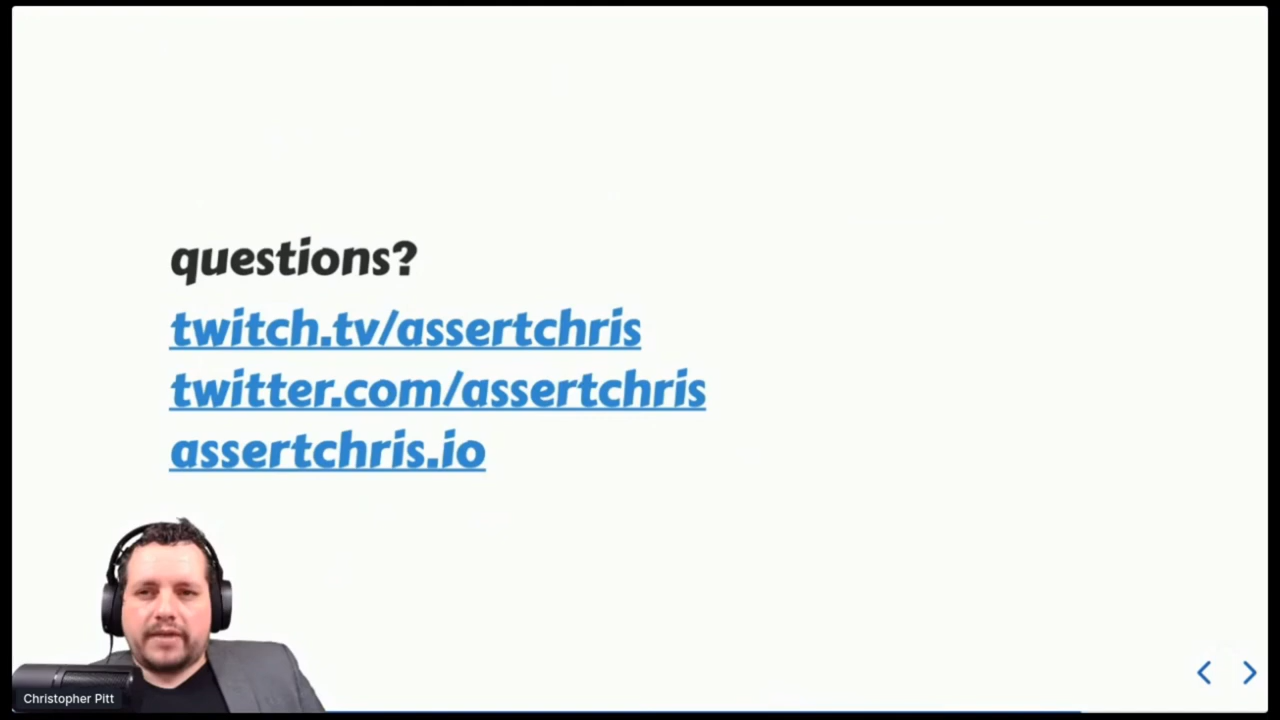 questions?
twitch.tv/assertchris
twitter.com/assertchris
assertchris.io
Christopher Pitt